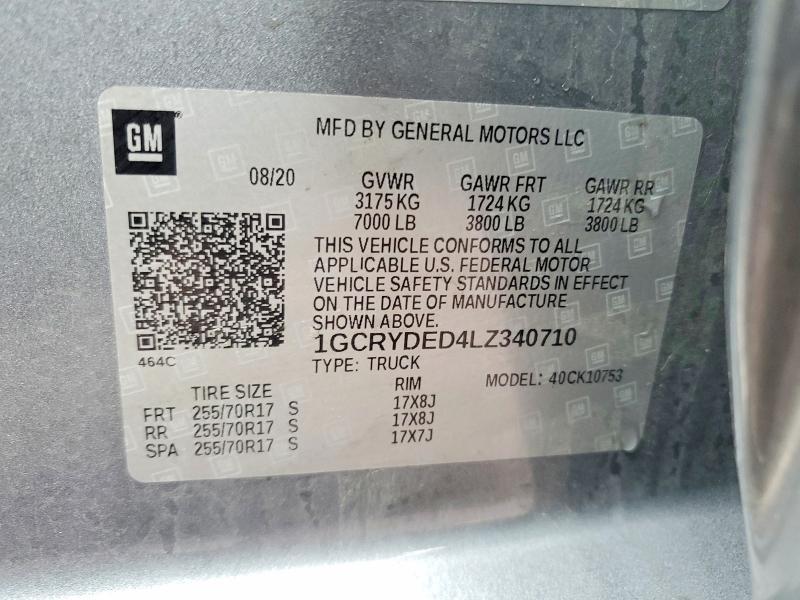 GM
MFD BY GENERAL MOTORS LLC
08/20 GVWR GAWR FRT GAWR RR
3175 KG 1724 KG 1724 KG
7000 LB 3800 LB 3800 LB
THIS VEHICLE CONFORMS TO ALL
APPLICABLE U.S. FEDERAL MOTOR
VEHICLE SAFETY STANDARDS IN EFFECT
ON THE DATE OF MANUFACTURE
SHOWN ABOVE.
1GCRYDED4LZ340710
464C
TYPE: TRUCK MODEL: 40CK10753
TIRE SIZE RIM
FRT 255/70R17 S 17X8J
RR 255/70R17 S 17X8J
SPA 255/70R17 S 17X7J